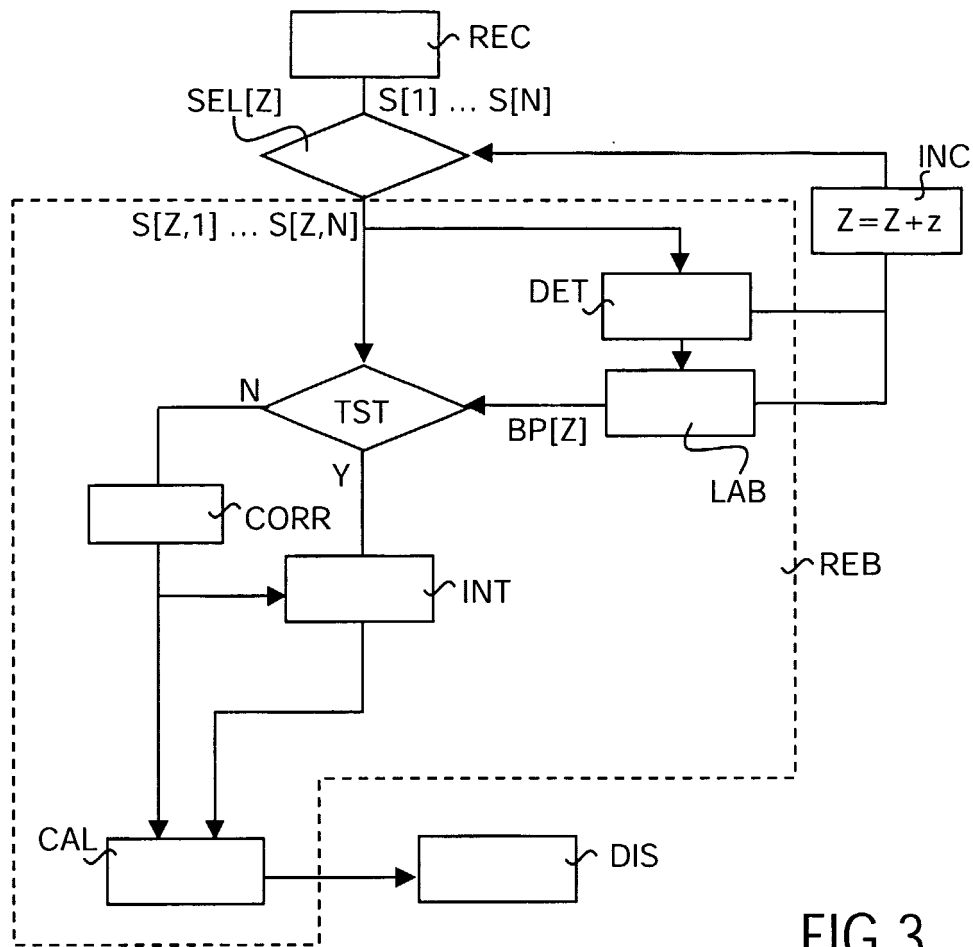 REC
SEL[Z]
S[1] ... S[N]
INC
Z=Z+z
S[Z,1] ... S[Z,N]
DET
N
TST
BP[Z]
Y
LAB
CORR
REB
INT
CAL
DIS
FIG.3